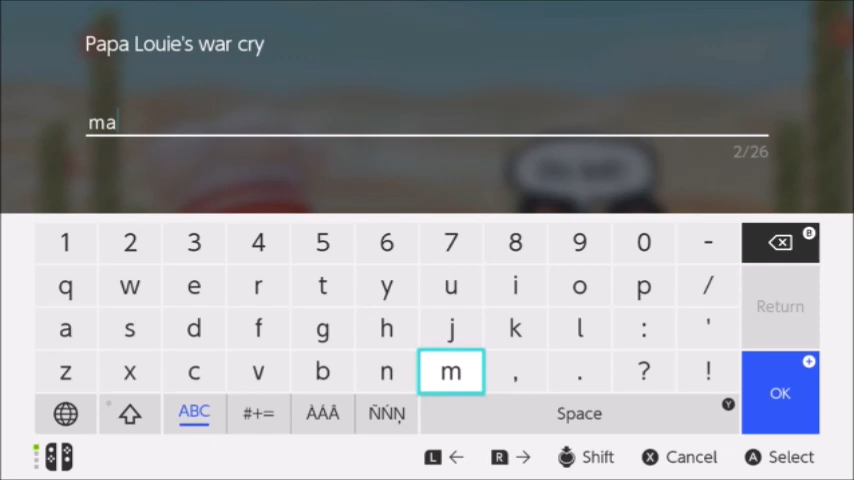 Papa Louie's war cry
ma
2/26
1 2 3 4 5 6 7 8 9 0 - B
q w e r t y u i o p /
Return
a s d f g h j k l : '
z x c v b n m , . ? ! +
OK
ABC #+= ÀÁÂ ÑŃŅ Space Y
L ← R → Shift X Cancel A Select